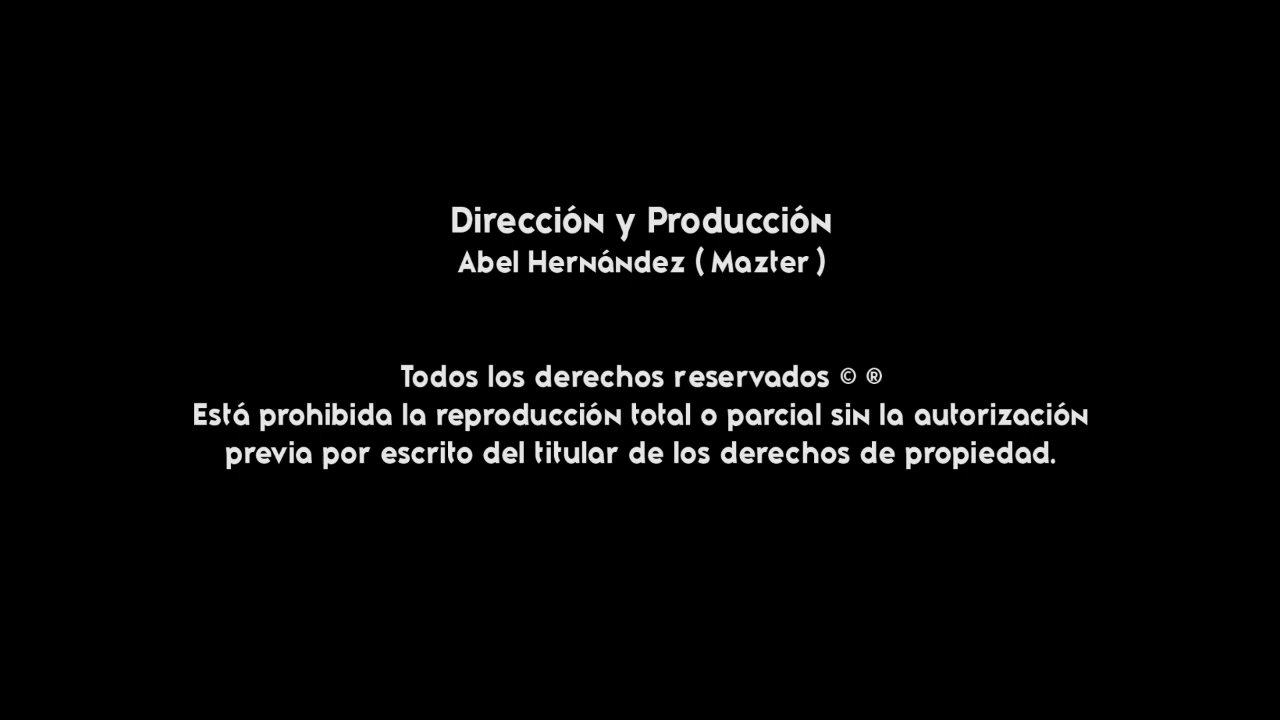 Dirección y Producción
Abel Hernández ( Mazter )
Todos los derechos reservados © ®
Está prohibida la reproducción total o parcial sin la autorización
previa por escrito del titular de los derechos de propiedad.